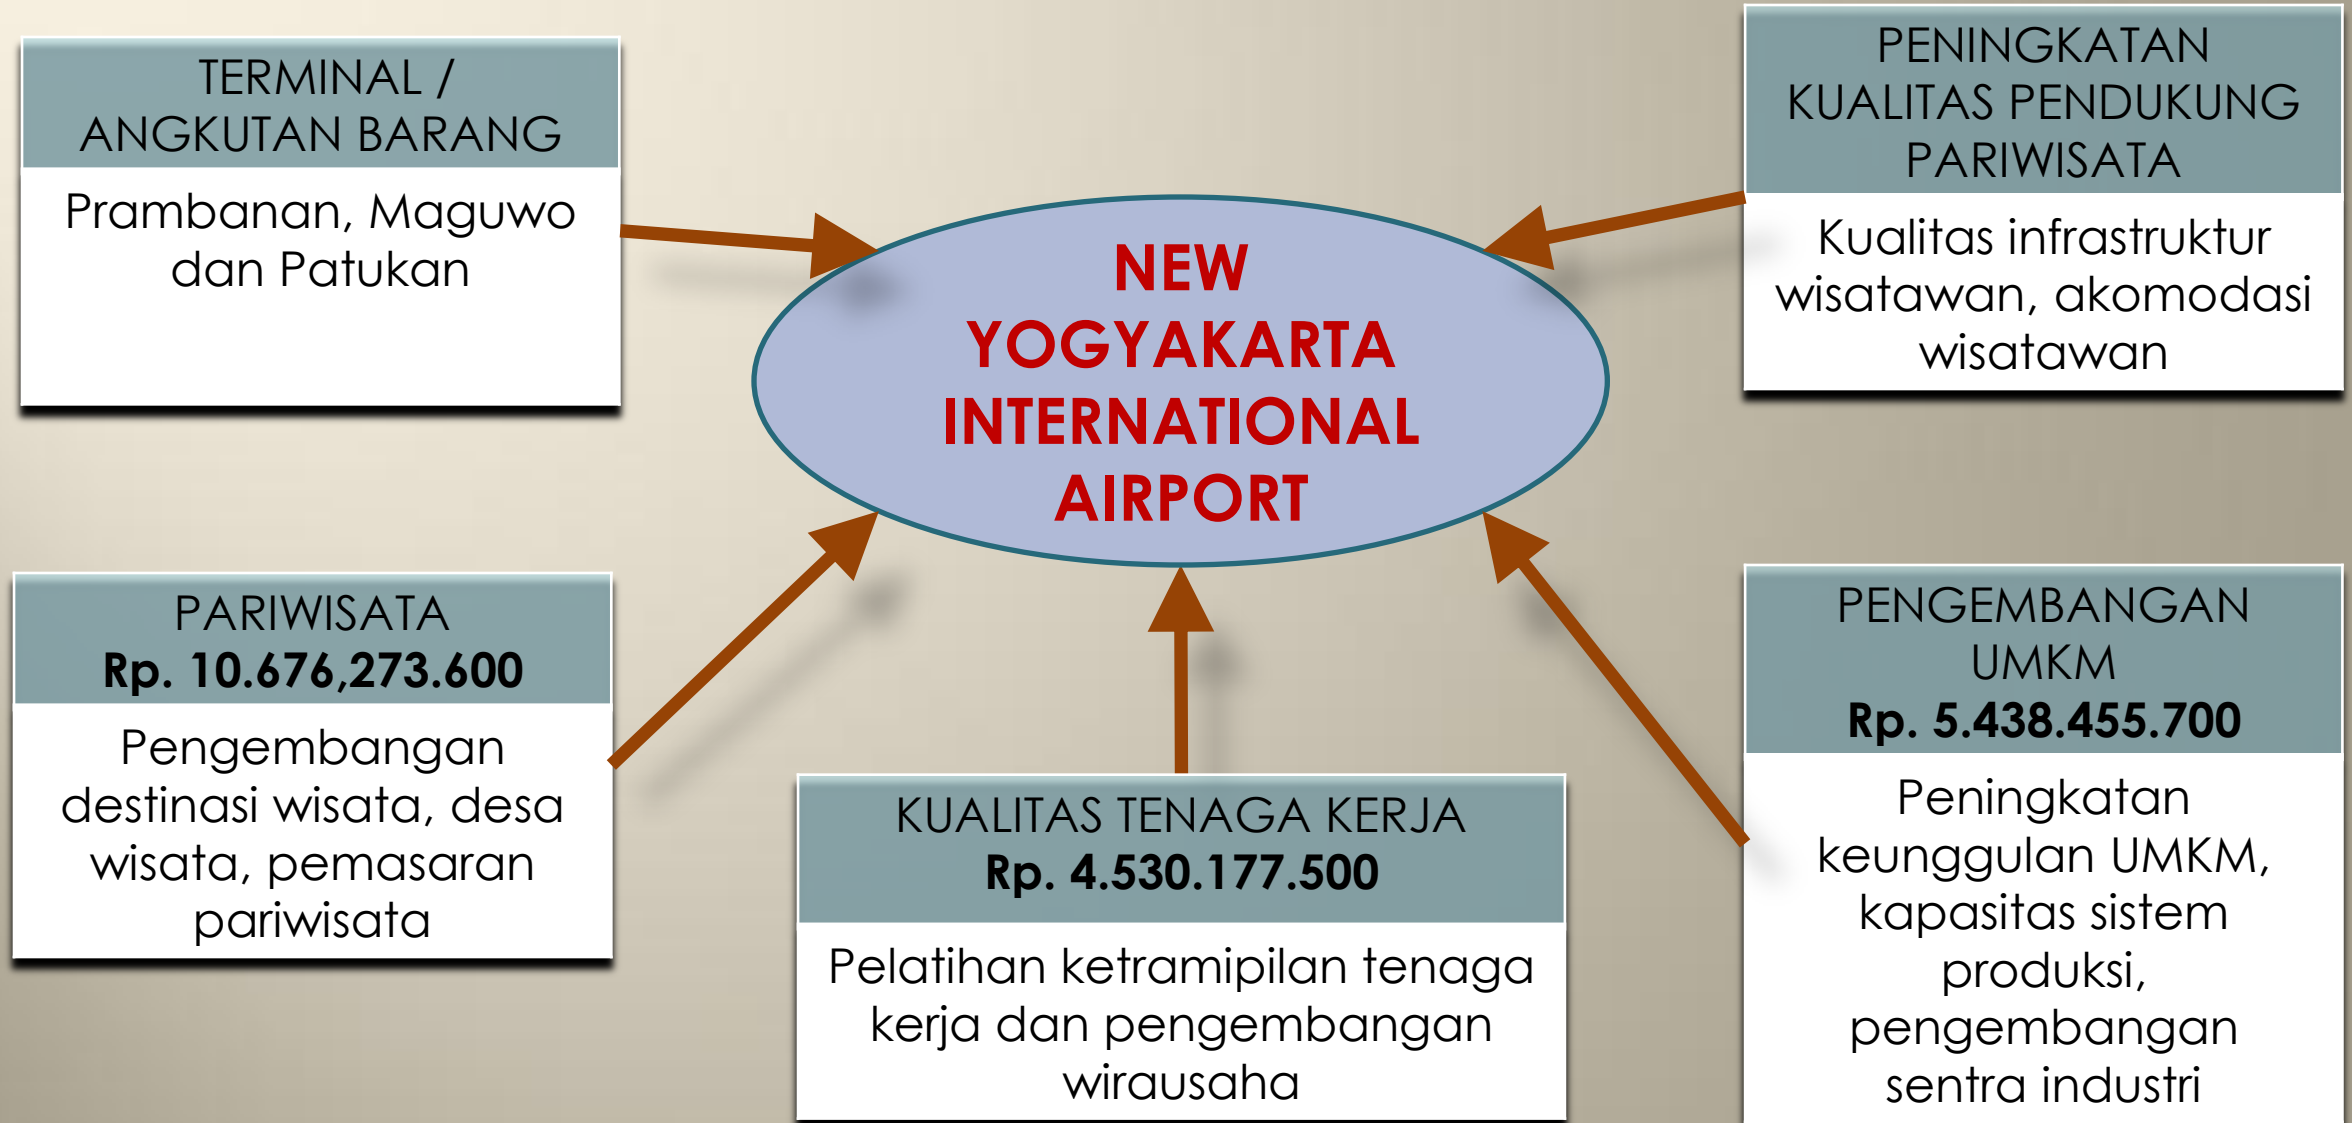 TERMINAL /
ANGKUTAN BARANG
Prambanan, Maguwo
dan Patukan
PENINGKATAN
KUALITAS PENDUKUNG
PARIWISATA
Kualitas infrastruktur
wisatawan, akomodasi
wisatawan
NEW
YOGYAKARTA
INTERNATIONAL
AIRPORT
PARIWISATA
Rp. 10.676,273.600
Pengembangan
destinasi wisata, desa
wisata, pemasaran
pariwisata
KUALITAS TENAGA KERJA
Rp. 4.530.177.500
Pelatihan ketramipilan tenaga
kerja dan pengembangan
wirausaha
PENGEMBANGAN
UMKM
Rp. 5.438.455.700
Peningkatan
keunggulan UMKM,
kapasitas sistem
produksi,
pengembangan
sentra industri